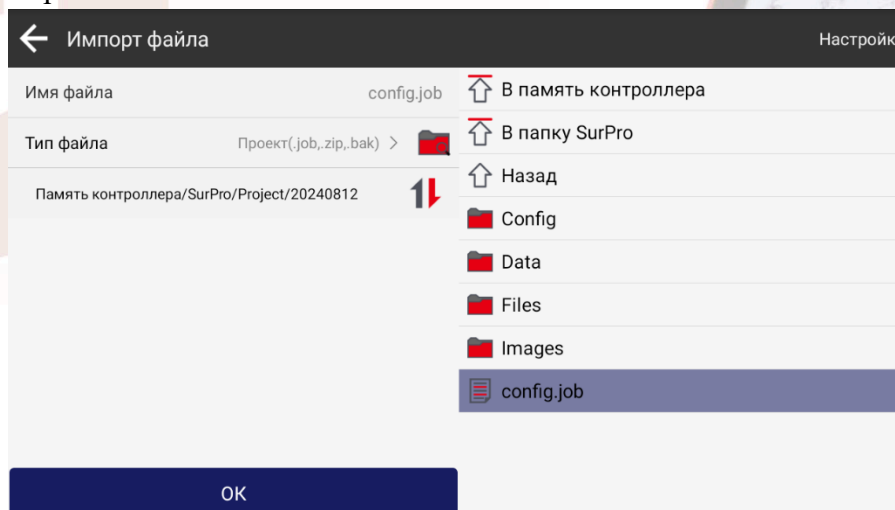 Импорт файла
Настройк
Имя файла config.job
Тип файла Проект(.job,.zip,.bak) >
Память контроллера/SurPro/Project/20240812
OK
В память контроллера
В папку SurPro
Назад
Config
Data
Files
Images
config.job